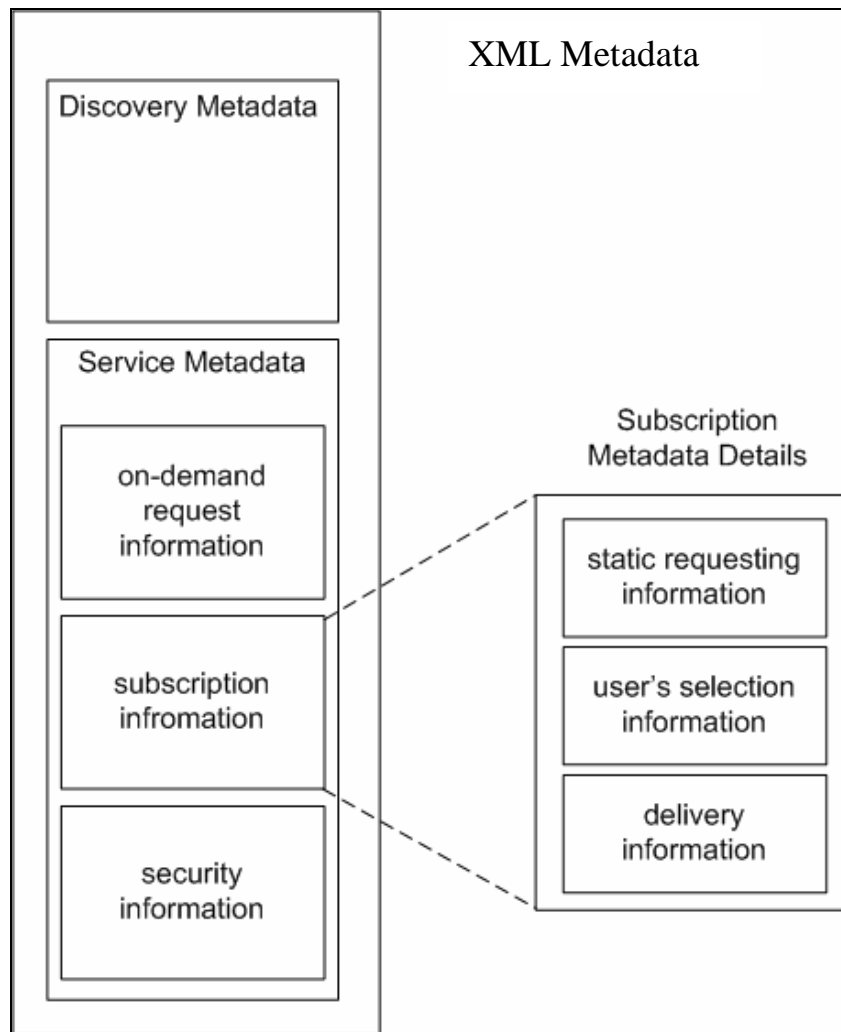 XML Metadata
Discovery Metadata
Service Metadata
on-demand
request
information
subscription
infromation
security
information
Subscription
Metadada Details
static requesting
information
user's selection
information
delivery
information